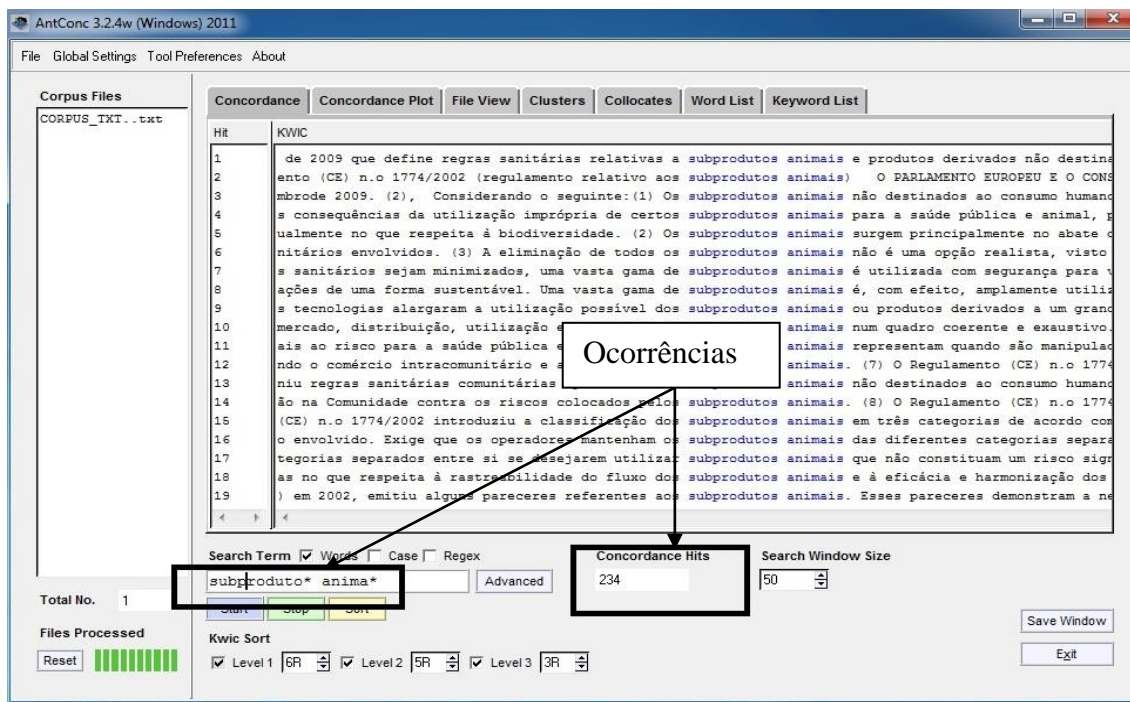 AntConc 3.2.4w (Windows) 2011
File Global Settings Tool Preferences About
Corpus Files
CORPUS_TXT..txt
Concordance Concordance Plot File View Clusters Collocates Word List Keyword List
Hit KWIC
1 de 2009 que define regras sanitárias relativas a subprodutos animais e produtos derivados não destina
2 ento (CE) n.o 1774/2002 (regulamento relativo aos subprodutos animais) O PARLAMENTO EUROPEU E O CONS
3 mbrode 2009. (2), Considerando o seguinte:(1) Os subprodutos animais não destinados ao consumo humano
4 s consequências da utilização imprópria de certos subprodutos animais para a saúde pública e animal, p
5 ualmente no que respeita à biodiversidade. (2) Os subprodutos animais surgem principalmente no abate d
6 nitários envolvidos. (3) A eliminação de todos os subprodutos animais não é uma opção realista, visto
7 s sanitários sejam minimizados, uma vasta gama de subprodutos animais é utilizada com segurança para v
8 ações de uma forma sustentável. Uma vasta gama de subprodutos animais é, com efeito, amplamente utiliz
9 s tecnologias alargaram a utilização possível dos subprodutos animais ou produtos derivados a um grand
10 mercado, distribuição, utilização e animais num quadro coerente e exaustivo.
11 ais ao risco para a saúde pública e animais representam quando são manipulad
12 ndo o comércio intracomunitário e a animais. (7) O Regulamento (CE) n.o 1774
13 niu regras sanitárias comunitárias animais não destinados ao consumo humano
14 ão na Comunidade contra os riscos colocados pelos subprodutos animais. (8) O Regulamento (CE) n.o 1774
15 (CE) n.o 1774/2002 introduziu a classificação dos subprodutos animais em três categorias de acordo com
16 o envolvido. Exige que os operadores mantenham os subprodutos animais das diferentes categorias separa
17 tegorias separados entre si se desejarem utilizar subprodutos animais que não constituam um risco sign
18 as no que respeita à rastreabilidade do fluxo dos subprodutos animais e à eficácia e harmonização dos
19 ) em 2002, emitiu alguns pareceres referentes aos subprodutos animais. Esses pareceres demonstram a ne
Ocorrências
Search Term Words Case Regex Concordance Hits Search Window Size
subproduto* anima* Advanced 234 50
Start Stop Sort
Total No. 1
Files Processed
Reset
Kwic Sort
Level 1 6R Level 2 5R Level 3 3R
Save Window
Exit